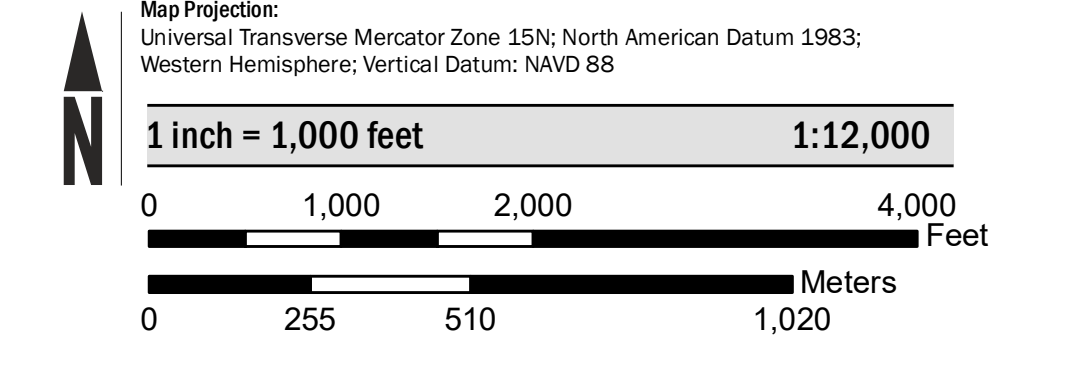 Map Projection:
Universal Transverse Mercator Zone 15N; North American Datum 1983;
Western Hemisphere; Vertical Datum: NAVD 88
N
1 inch = 1,000 feet 1:12,000
0 1,000 2,000 4,000
Feet
Meters
0 255 510 1,020